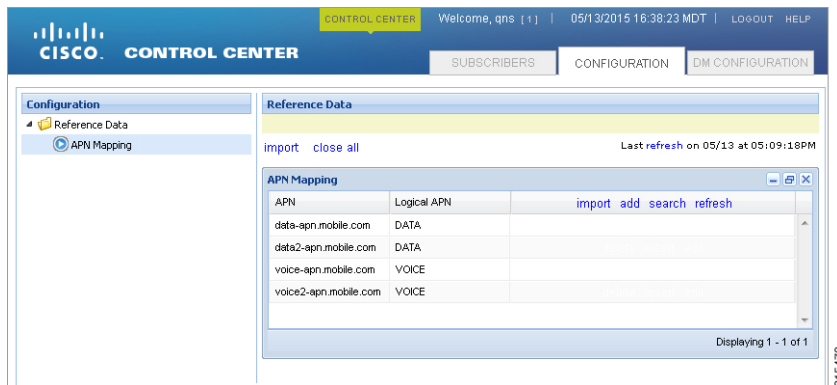 CONTROL CENTER
Welcome, qns [1] | 05/13/2015 16:38:23 MDT | LOGOUT HELP
CISCO. CONTROL CENTER
SUBSCRIBERS CONFIGURATION DM CONFIGURATION
Configuration
Reference Data
APN Mapping
Reference Data
import close all Last refresh on 05/13 at 05:09:18PM
APN Mapping
APN Logical APN import add search refresh
data-apn.mobile.com DATA
data2-apn.mobile.com DATA
voice-apn.mobile.com VOICE
voice2-apn.mobile.com VOICE
Displaying 1 - 1 of 1